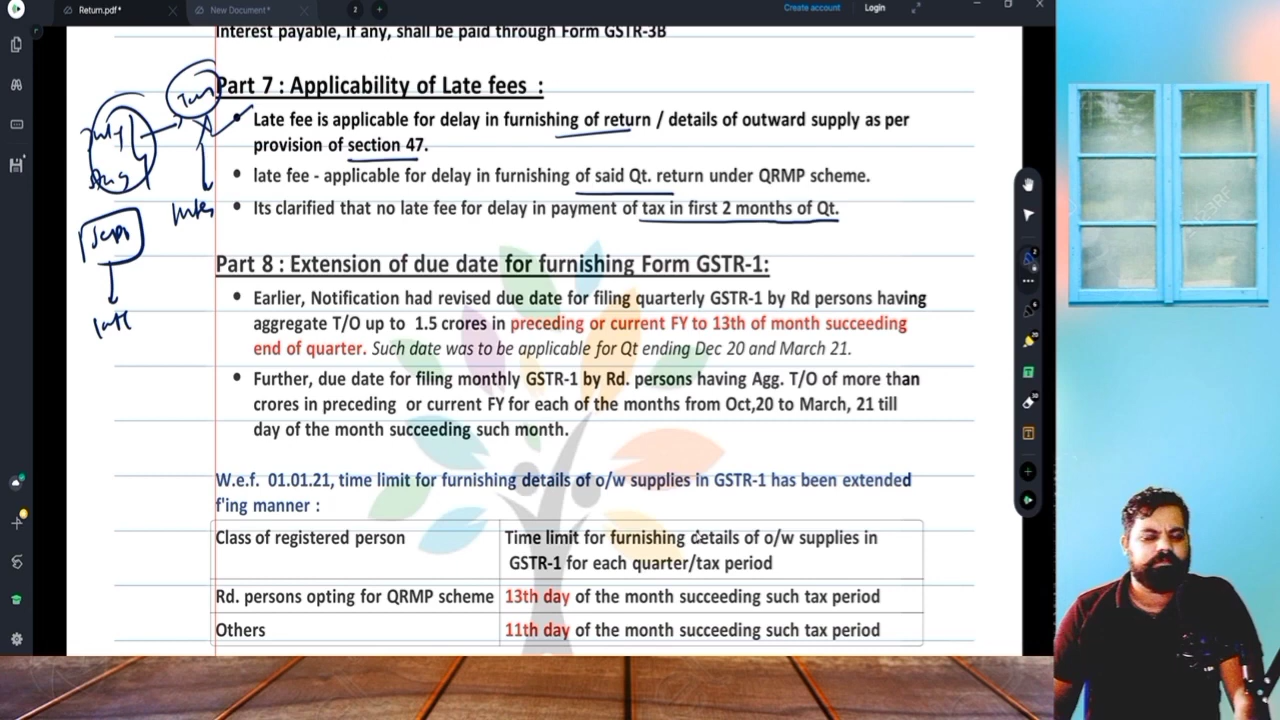 Return.pdf*
New Document*
2
Create account
Login
Interest payable, if any, shall be paid through Form GSTR-3B
Part 7 : Applicability of Late fees :
Late fee is applicable for delay in furnishing of return / details of outward supply as per
provision of section 47.
late fee - applicable for delay in furnishing of said Qt. return under QRMP scheme.
Its clarified that no late fee for delay in payment of tax in first 2 months of Qt.
July
Aug
Tax
late
Part 8 : Extension of due date for furnishing Form GSTR-1:
Earlier, Notification had revised due date for filing quarterly GSTR-1 by Rd persons having
aggregate T/O up to 1.5 crores in preceding or current FY to 13th of month succeeding
end of quarter. Such date was to be applicable for Qt ending Dec 20 and March 21.
Further, due date for filing monthly GSTR-1 by Rd. persons having Agg. T/O of more than
crores in preceding or current FY for each of the months from Oct,20 to March, 21 till
day of the month succeeding such month.
W.e.f. 01.01.21, time limit for furnishing details of o/w supplies in GSTR-1 has been extended
f'ing manner :
Class of registered person
Time limit for furnishing details of o/w supplies in
GSTR-1 for each quarter/tax period
Rd. persons opting for QRMP scheme
13th day of the month succeeding such tax period
Others
11th day of the month succeeding such tax period
123RF